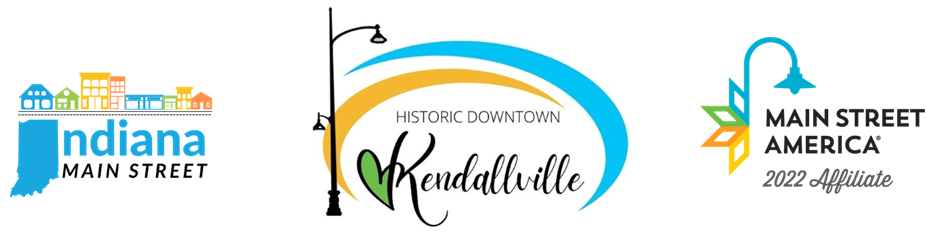 Indiana
MAIN STREET
HISTORIC DOWNTOWN
Kendallville
MAIN STREET
AMERICA®
2022 Affiliate